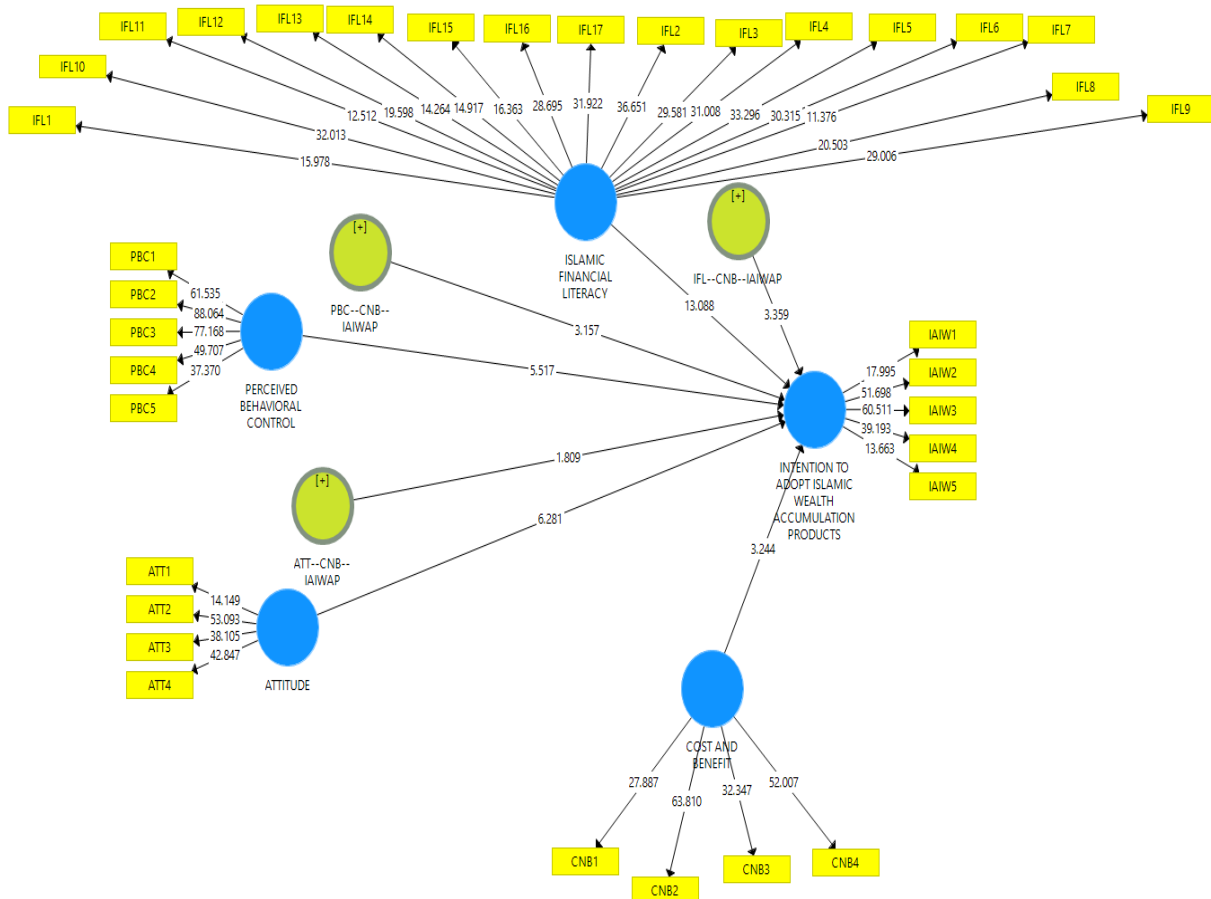 IFL11
IFL12
IFL13
IFL14
IFL15
IFL16
IFL17
IFL2
IFL3
IFL4
IFL5
IFL6
IFL7
IFL10
IFL8
IFL1
IFL9
12.512
19.598
14.264
14.917
16.363
28.695
31.922
36.651
29.581
31.008
33.296
30.315
11.376
32.013
20.503
15.978
29.006
[+]
IFL--CNB--IAIWAP
[+]
PBC--CNB--
IAIWAP
ISLAMIC
FINANCIAL
LITERACY
13.088
3.359
3.157
5.517
PBC1
PBC2
PBC3
PBC4
PBC5
61.535
88.064
77.168
49.707
37.370
PERCEIVED
BEHAVIORAL
CONTROL
IAIW1
IAIW2
IAIW3
IAIW4
IAIW5
17.995
51.698
60.511
39.193
13.663
INTENTION TO
ADOPT ISLAMIC
WEALTH
ACCUMULATION
PRODUCTS
1.809
[+]
ATT--CNB--
IAIWAP
6.281
3.244
ATT1
ATT2
ATT3
ATT4
14.149
53.093
38.105
42.847
ATTITUDE
COST AND
BENEFIT
27.887
63.810
32.347
52.007
CNB1
CNB2
CNB3
CNB4